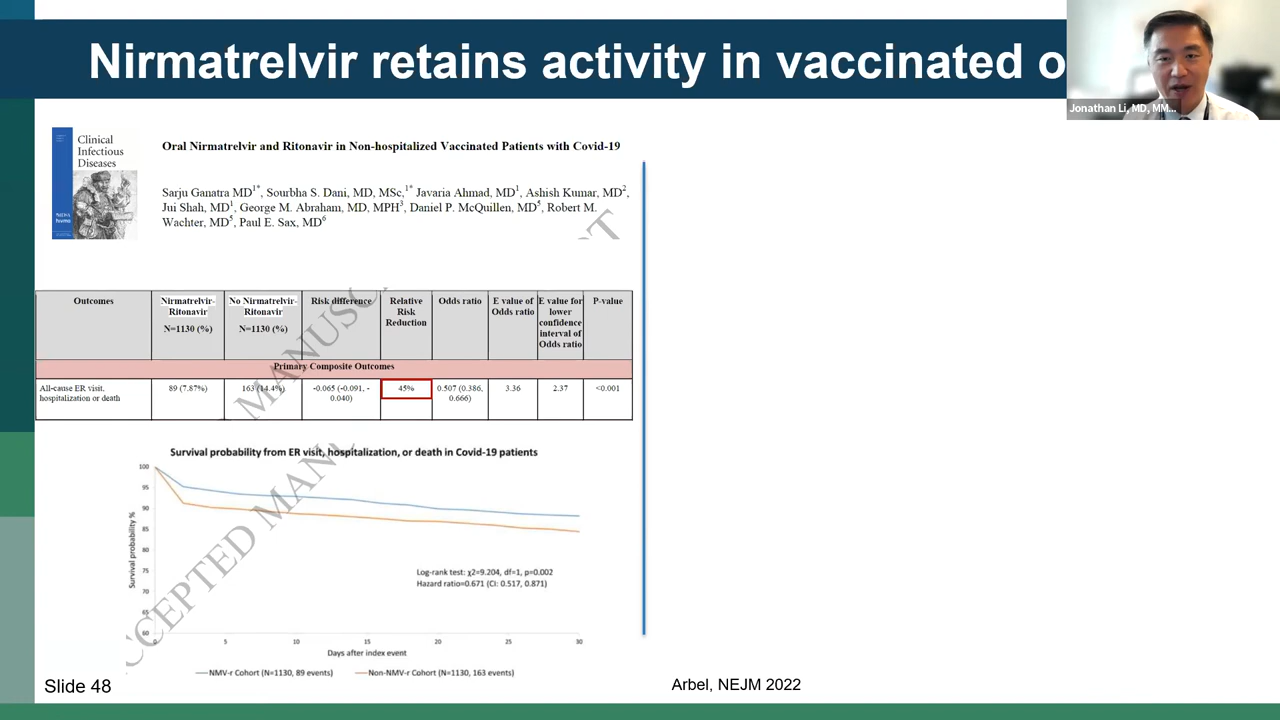 Nirmatrelvir retains activity in vaccinated o
Jonathan Li, MD, MM...
Clinical
Infectious
Diseases
Oral Nirmatrelvir and Ritonavir in Non-hospitalized Vaccinated Patients with Covid-19
Sarju Ganatra MD1*, Sourbha S. Dani, MD, MSc,1* Javaria Ahmad, MD1, Ashish Kumar, MD2,
Jui Shah, MD1, George M. Abraham, MD, MPH3, Daniel P. McQuillen, MD5, Robert M.
Wachter, MD5, Paul E. Sax, MD6
Outcomes
Nirmatrelvir-
Ritonavir
N=1130 (%)
No Nirmatrelvir-
Ritonavir
N=1130 (%)
Risk difference
Relative
Risk
Reduction
Odds ratio
E value of
Odds ratio
E value for
lower
confidence
interval of
Odds ratio
P-value
Primary Composite Outcomes
All-cause ER visit,
hospitalization or death
89 (7.87%)
163 (14.4%)
-0.065 (-0.091, -
0.040)
45%
0.507 (0.386,
0.666)
3.36
2.37
<0.001
Survival probability from ER visit, hospitalization, or death in Covid-19 patients
Survival probability %
100
95
90
85
80
75
70
65
60
Log-rank test: χ2=9.204, df=1, p=0.002
Hazard ratio=0.671 (CI: 0.517, 0.871)
0 5 10 15 20 25 30
Days after index event
NMV-r Cohort (N=1130, 89 events)
Non-NMV-r Cohort (N=1130, 163 events)
CCEPTED MANUSC
T
Slide 48
Arbel, NEJM 2022